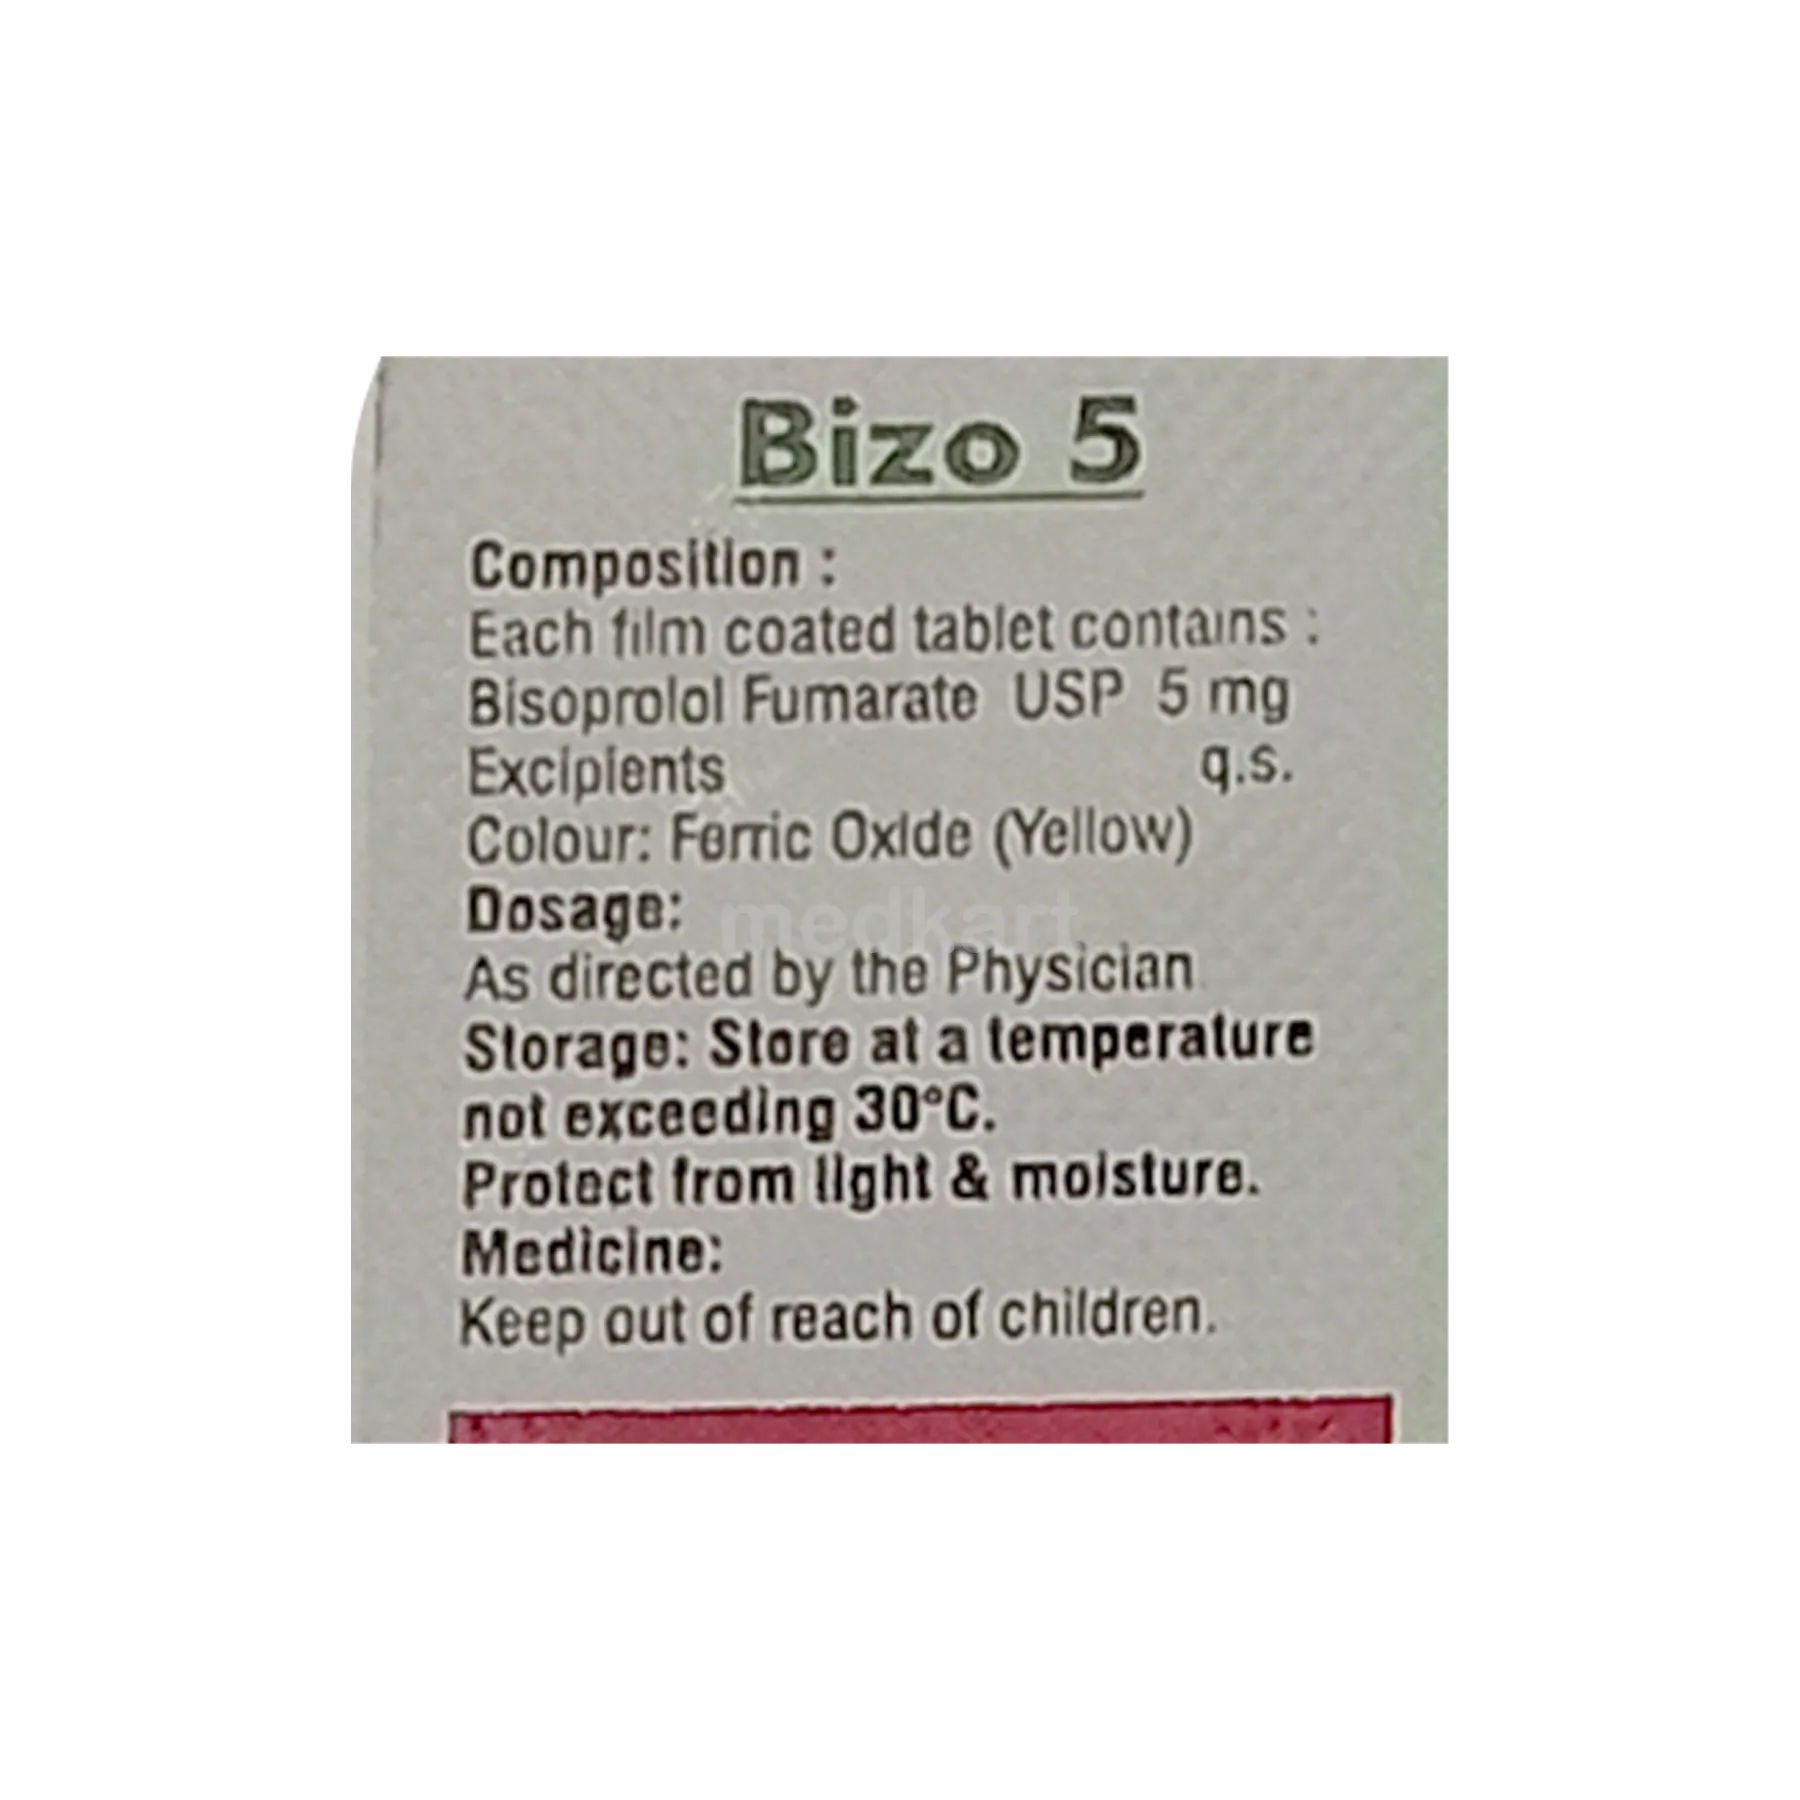 Bizo 5
Composition :
Each film coated tablet contains :
Bisoprolol Fumarate USP 5 mg
Excipients q.s.
Colour: Ferric Oxide (Yellow)
Dosage:
medkart
As directed by the Physician
Storage: Store at a temperature
not exceeding 30°C.
Protect from light & moisture.
Medicine:
Keep out of reach of children.